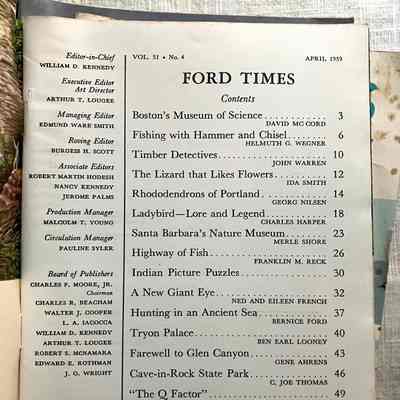 Editor-in-Chief
WILLIAM D. KENNEDY
Executive Editor
Art Director
ARTHUR T. LOUGEE
Managing Editor
EDMUND WARE SMITH
Roving Editor
BURGESS H. SCOTT
Associate Editors
ROBERT MARTIN HODESH
NANCY KENNEDY
JEROME PALMS
Production Manager
MALCOLM T. YOUNG
Circulation Manager
PAULINE SYLER
Board of Publishers
CHARLES F. MOORE, JR.
Chairman
CHARLES R. BEACHAM
WALTER J. COOPER
L. A. IACOCCA
WILLIAM D. KENNEDY
ARTHUR T. LOUGEE
ROBERT S. MCNAMARA
EDWARD E. ROTHMAN
J. O. WRIGHT
VOL. 51 • No. 4 APRIL, 1959
FORD TIMES
Contents
Boston's Museum of Science ............ 3
DAVID MC CORD
Fishing with Hammer and Chisel ....... 6
HELMUTH G. WEGNER
Timber Detectives .................... 10
JOHN WARREN
The Lizard that Likes Flowers ......... 12
IDA SMITH
Rhododendrons of Portland ........... 14
GEORG NILSEN
Ladybird—Lore and Legend .......... 18
CHARLES HARPER
Santa Barbara's Nature Museum ....... 23
MERLE SHORE
Highway of Fish ..................... 26
FRANKLIN M. RECK
Indian Picture Puzzles ................ 30
A New Giant Eye .................... 32
NED AND EILEEN FRENCH
Hunting in an Ancient Sea ............ 37
BERNICE FORD
Tryon Palace ........................ 40
BEN EARL LOONEY
Farewell to Glen Canyon .............. 43
GENE AHRENS
Cave-in-Rock State Park .............. 46
C. JOE THOMAS
"The Q Factor" ..................... 49